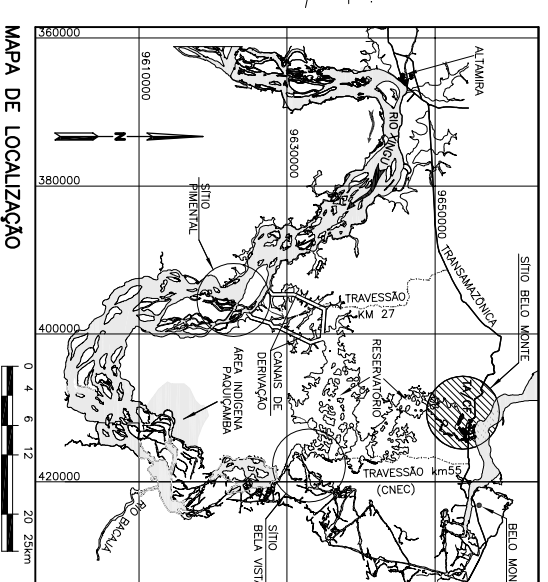 MAPA DE LOCALIZAÇÃO
360000
380000
400000
420000
9610000
9630000
9650000
N
ALTAMIRA
RIO XINGU
TRANSAMAZÔNICA
SÍTIO BELO MONTE
SÍTIO
PIMENTAL
TRAVESSÃO
KM 27
CANAIS DE
DERIVAÇÃO
RESERVATÓRIO
ÁREA INDÍGENA
PAQUIÇAMBA
TRAVESSÃO km55
(CNEC)
SÍTIO
BELA VISTA
RIO BACAJÁ
BELO MON
0 4 6 12 20 25km